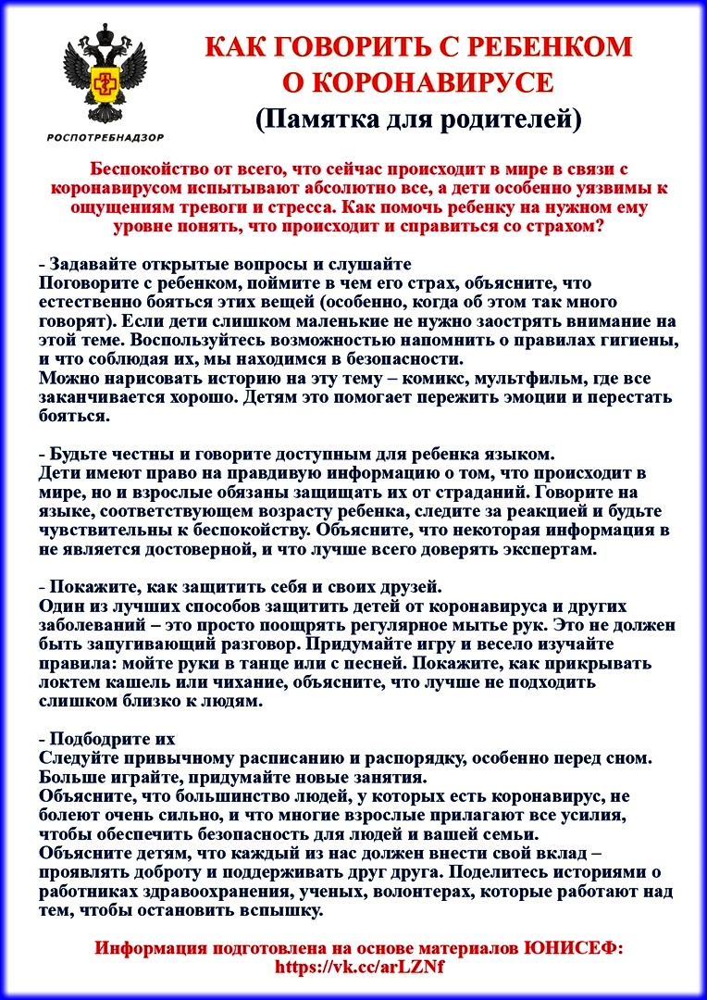 РОСПОТРЕБНАДЗОР
КАК ГОВОРИТЬ С РЕБЕНКОМ
О КОРОНАВИРУСЕ
(Памятка для родителей)
Беспокойство от всего, что сейчас происходит в мире в связи с
коронавирусом испытывают абсолютно все, а дети особенно уязвимы к
ощущениям тревоги и стресса. Как помочь ребенку на нужном ему
уровне понять, что происходит и справиться со страхом?
- Задавайте открытые вопросы и слушайте
Поговорите с ребенком, поймите в чем его страх, объясните, что
естественно бояться этих вещей (особенно, когда об этом так много
говорят). Если дети слишком маленькие не нужно заострять внимание на
этой теме. Воспользуйтесь возможностью напомнить о правилах гигиены,
и что соблюдая их, мы находимся в безопасности.
Можно нарисовать историю на эту тему – комикс, мультфильм, где все
заканчивается хорошо. Детям это помогает пережить эмоции и перестать
бояться.
- Будьте честны и говорите доступным для ребенка языком.
Дети имеют право на правдивую информацию о том, что происходит в
мире, но и взрослые обязаны защищать их от страданий. Говорите на
языке, соответствующем возрасту ребенка, следите за реакцией и будьте
чувствительны к беспокойству. Объясните, что некоторая информация в
не является достоверной, и что лучше всего доверять экспертам.
- Покажите, как защитить себя и своих друзей.
Один из лучших способов защитить детей от коронавируса и других
заболеваний – это просто поощрять регулярное мытье рук. Это не должен
быть запугивающий разговор. Придумайте игру и весело изучайте
правила: мойте руки в танце или с песней. Покажите, как прикрывать
локтем кашель или чихание, объясните, что лучше не подходить
слишком близко к людям.
- Подбодрите их
Следуйте привычному расписанию и распорядку, особенно перед сном.
Больше играйте, придумайте новые занятия.
Объясните, что большинство людей, у которых есть коронавирус, не
болеют очень сильно, и что многие взрослые прилагают все усилия,
чтобы обеспечить безопасность для людей и вашей семьи.
Объясните детям, что каждый из нас должен внести свой вклад –
проявлять доброту и поддерживать друг друга. Поделитесь историями о
работниках здравоохранения, ученых, волонтерах, которые работают над
тем, чтобы остановить вспышку.
Информация подготовлена на основе материалов ЮНИСЕФ:
https://vk.cc/arLZNf